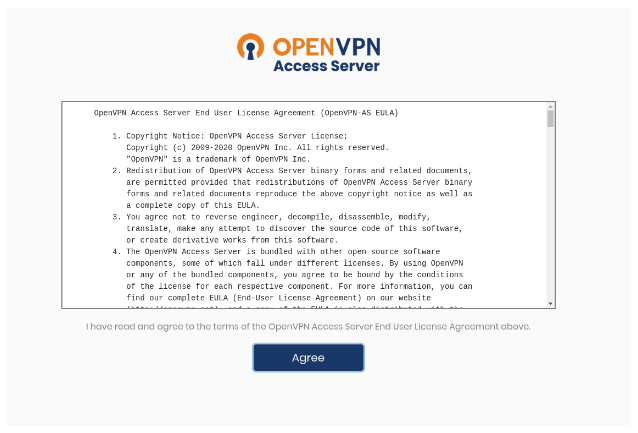 OPENVPN
Access Server
OpenVPN Access Server End User License Agreement (OpenVPN-AS EULA)
1. Copyright Notice: OpenVPN Access Server License;
Copyright (c) 2009-2020 OpenVPN Inc. All rights reserved.
"OpenVPN" is a trademark of OpenVPN Inc.
2. Redistribution of OpenVPN Access Server binary forms and related documents,
are permitted provided that redistributions of OpenVPN Access Server binary
forms and related documents reproduce the above copyright notice as well as
a complete copy of this EULA.
3. You agree not to reverse engineer, decompile, disassemble, modify,
translate, make any attempt to discover the source code of this software,
or create derivative works from this software.
4. The OpenVPN Access Server is bundled with other open source software
components, some of which fall under different licenses. By using OpenVPN
or any of the bundled components, you agree to be bound by the conditions
of the license for each respective component. For more information, you can
find our complete EULA (End-User License Agreement) on our website
I have read and agree to the terms of the OpenVPN Access Server End User License Agreement above.
Agree